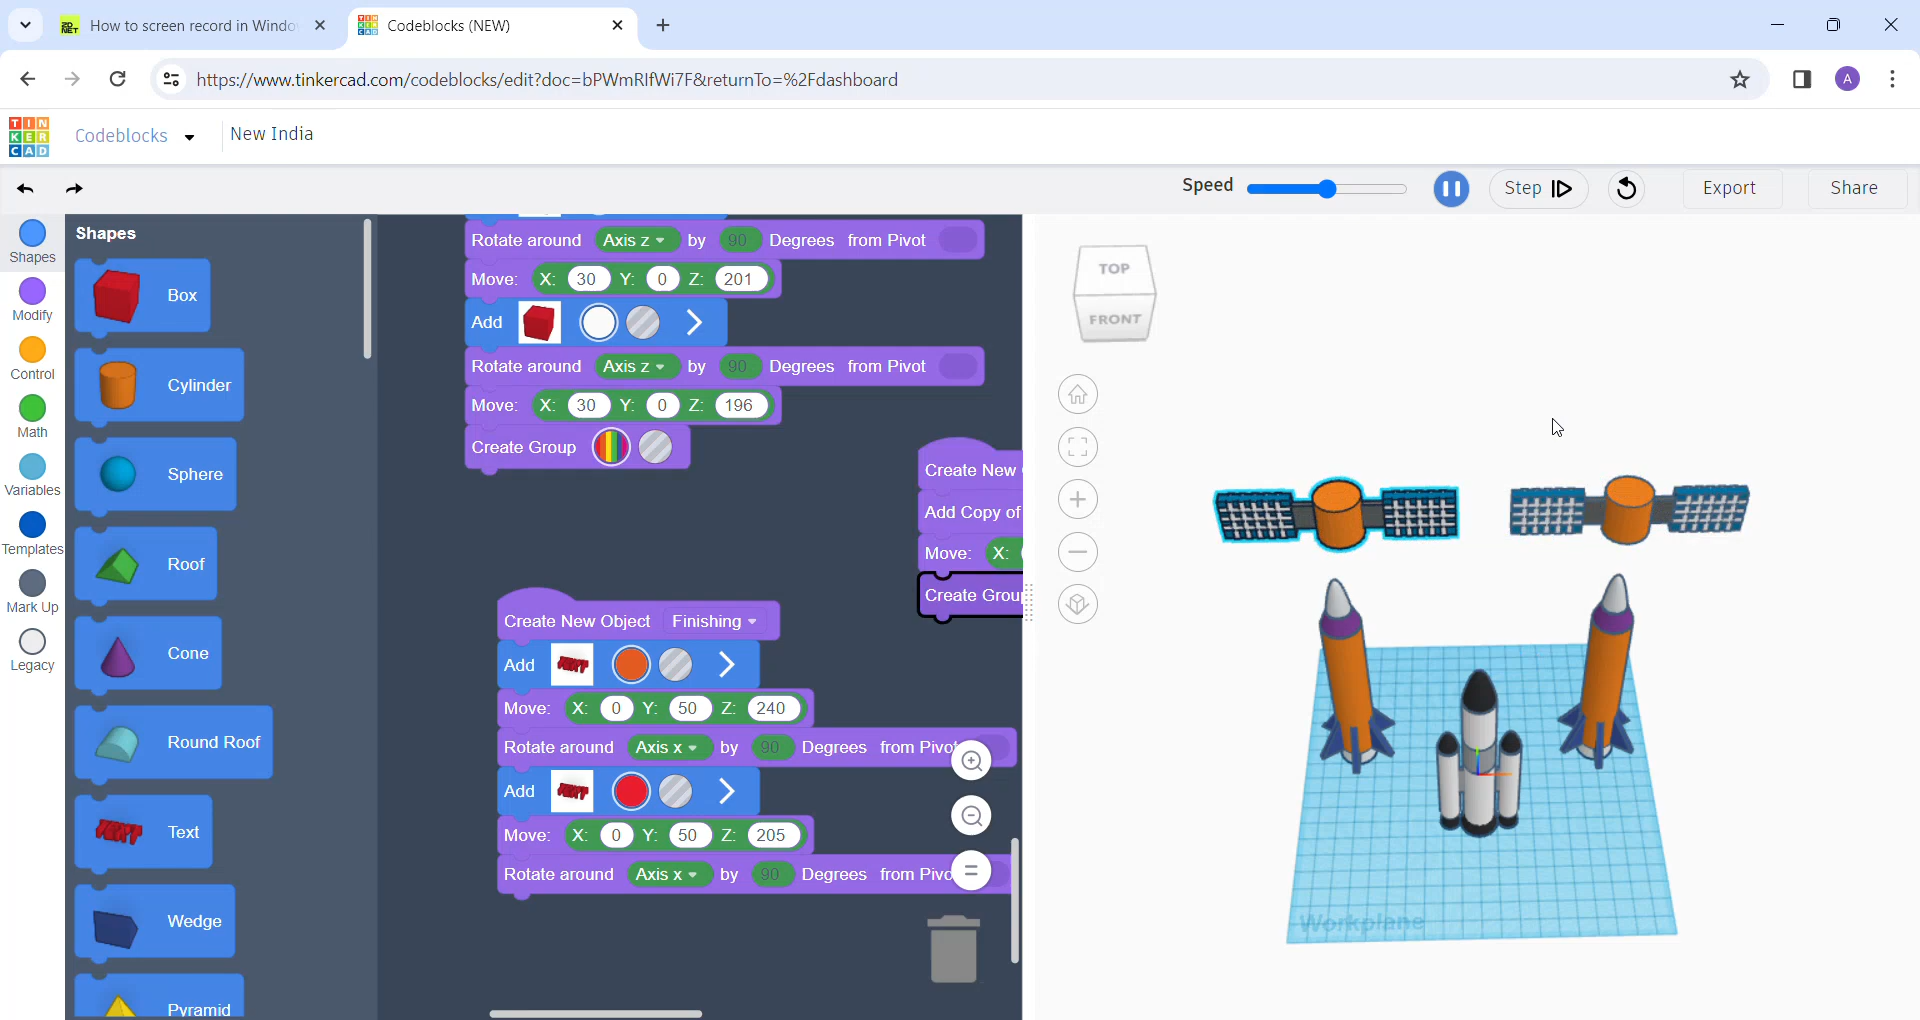 How to screen record in Windo
Codeblocks (NEW)
https://www.tinkercad.com/codeblocks/edit?doc=bPWmRIfWi7F&returnTo=%2Fdashboard
A
TIN
KER
CAD
Codeblocks
New India
Speed
Step
Export
Share
Shapes
Modify
Control
Math
Variables
Templates
Mark Up
Legacy
Shapes
Box
Cylinder
Sphere
Roof
Cone
Round Roof
Text
Wedge
Pyramid
Rotate around Axis z by 90 Degrees from Pivot
Move: X: 30 Y: 0 Z: 201
Add
Rotate around Axis z by 90 Degrees from Pivot
Move: X: 30 Y: 0 Z: 196
Create Group
Create New
Add Copy of
Move: X:
Create Group
Create New Object Finishing
Add
Move: X: 0 Y: 50 Z: 240
Rotate around Axis x by 90 Degrees from Pivot
Add
Move: X: 0 Y: 50 Z: 205
Rotate around Axis x by 90 Degrees from Pivo
TOP
FRONT
Workplane